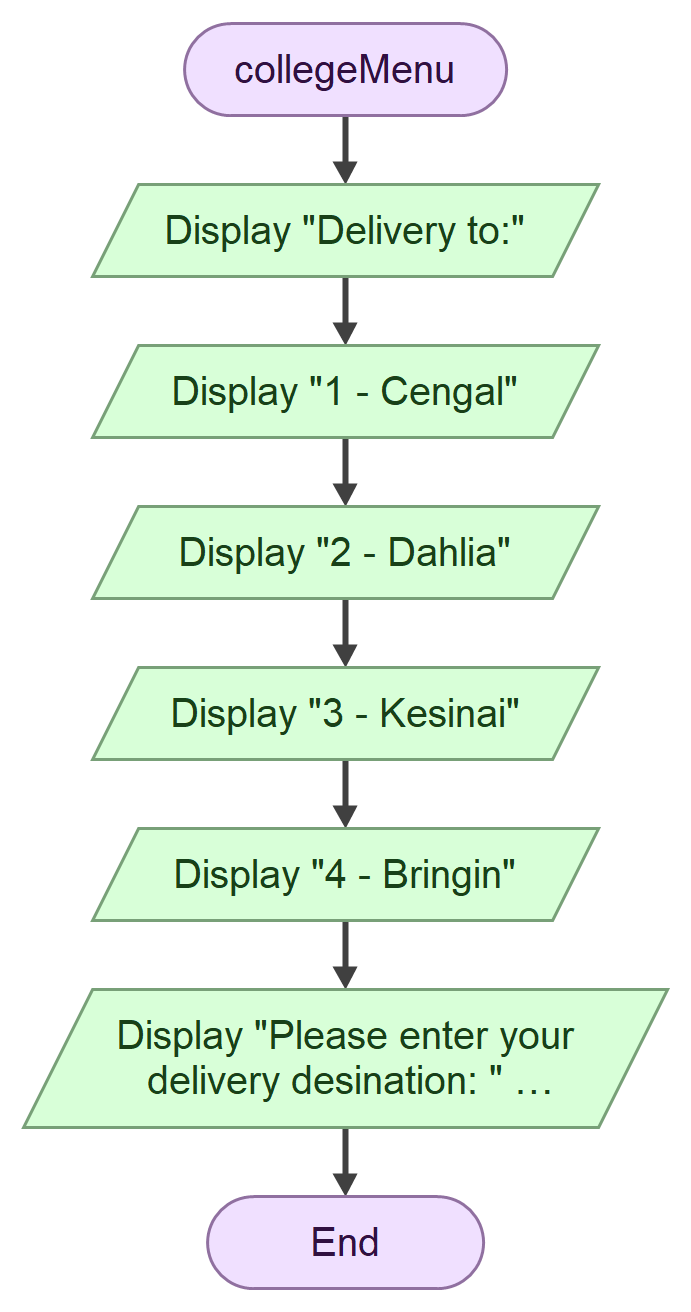 collegeMenu
Display "Delivery to:"
Display "1 - Cengal"
Display "2 - Dahlia"
Display "3 - Kesinai"
Display "4 - Bringin"
Display "Please enter your
delivery desination: " …
End